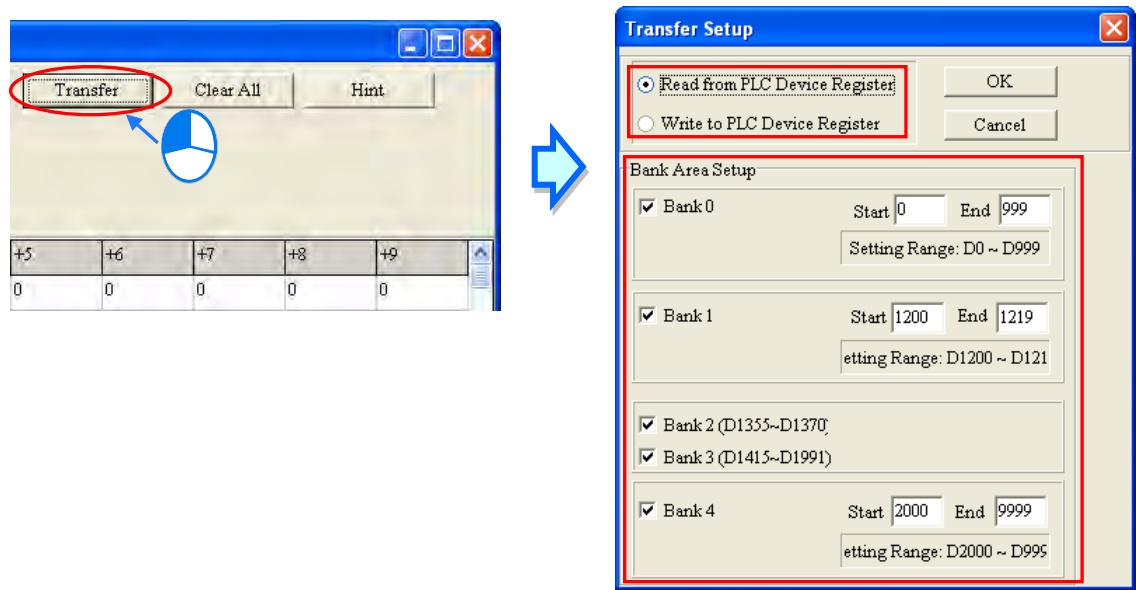 Transfer Clear All Hint
+5 +6 +7 +8 +9
0 0 0 0 0
Transfer Setup
Read from PLC Device Register
OK
Write to PLC Device Register
Cancel
Bank Area Setup
Bank 0 Start 0 End 999
Setting Range: D0 ~ D999
Bank 1 Start 1200 End 1219
etting Range: D1200 ~ D121
Bank 2 (D1355~D1370)
Bank 3 (D1415~D1991)
Bank 4 Start 2000 End 9999
etting Range: D2000 ~ D999